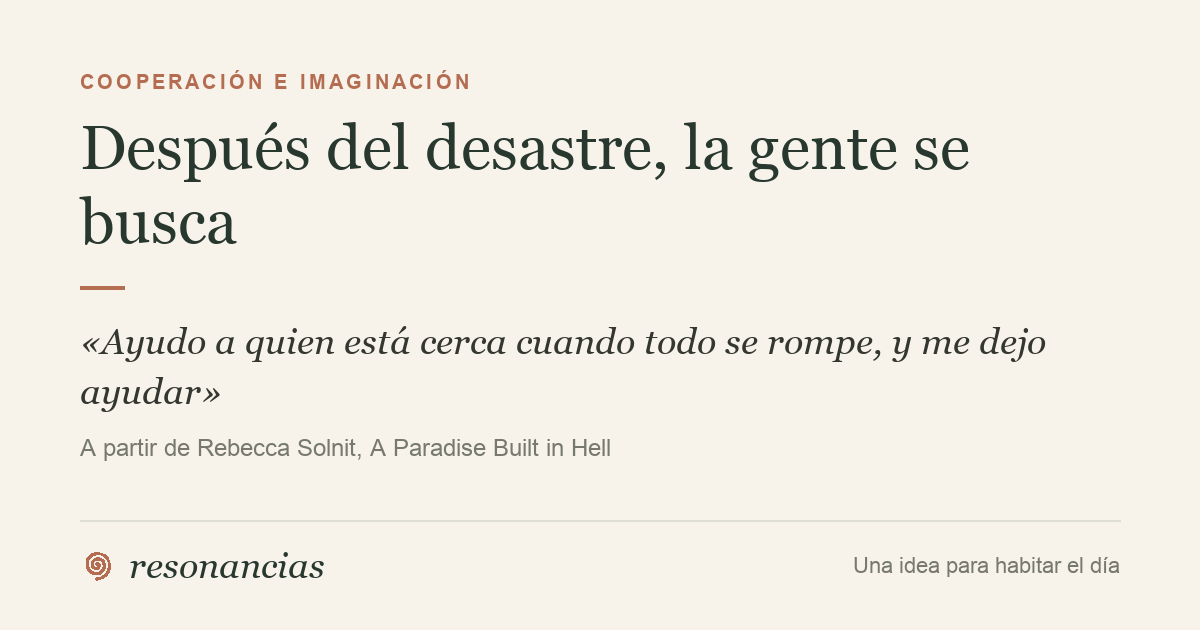 COOPERACIÓN E IMAGINACIÓN
Después del desastre, la gente se
busca
«Ayudo a quien está cerca cuando todo se rompe, y me dejo
ayudar»
A partir de Rebecca Solnit, A Paradise Built in Hell
resonancias
Una idea para habitar el día